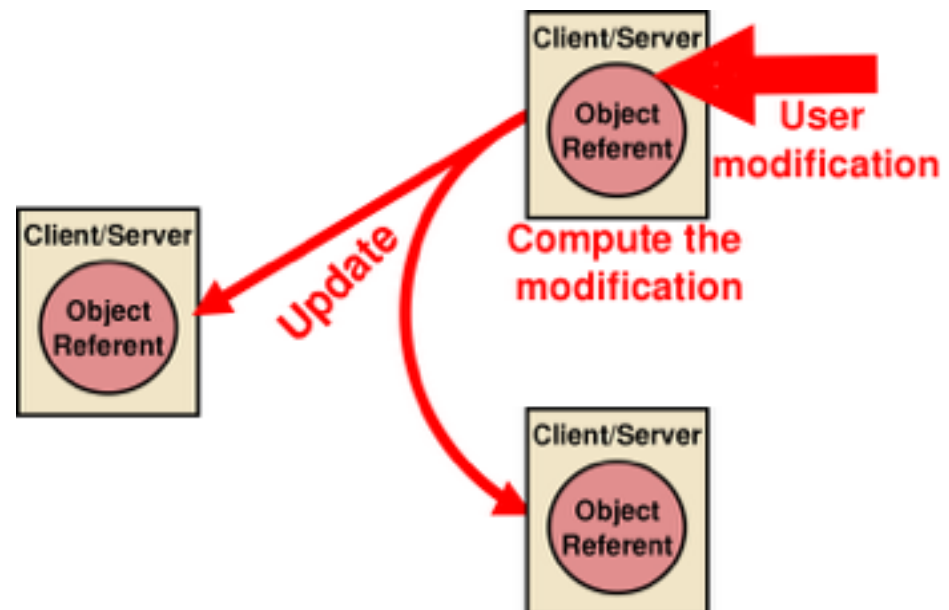 Client/Server
Object
Referent
User
modification
Compute the
modification
Update
Client/Server
Object
Referent
Client/Server
Object
Referent